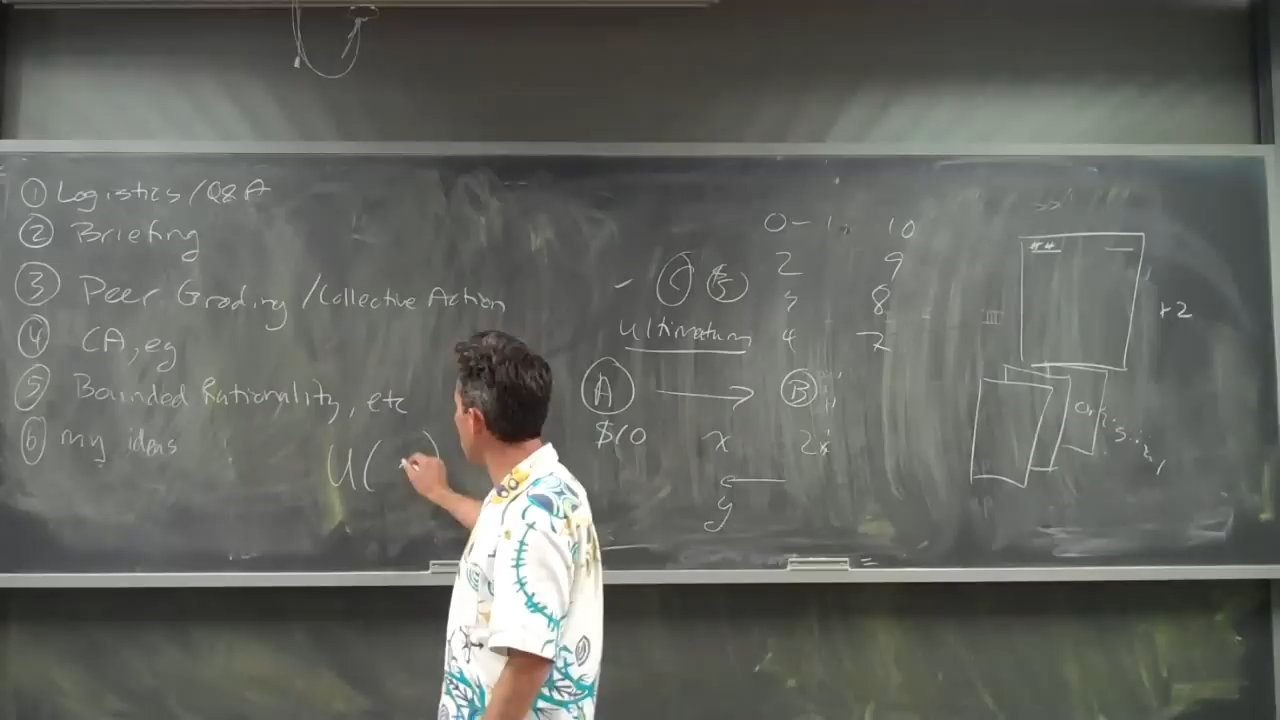 ① Logistics/Q&A
② Briefing
③ Peer Grading/Collective Action
④ CA, eg
⑤ Bounded Rationality, etc
⑥ my ideas
U( )
0-1, 10
2 9
8
4 7
Ultimatum
A → B
$10 x 2x
y
+2